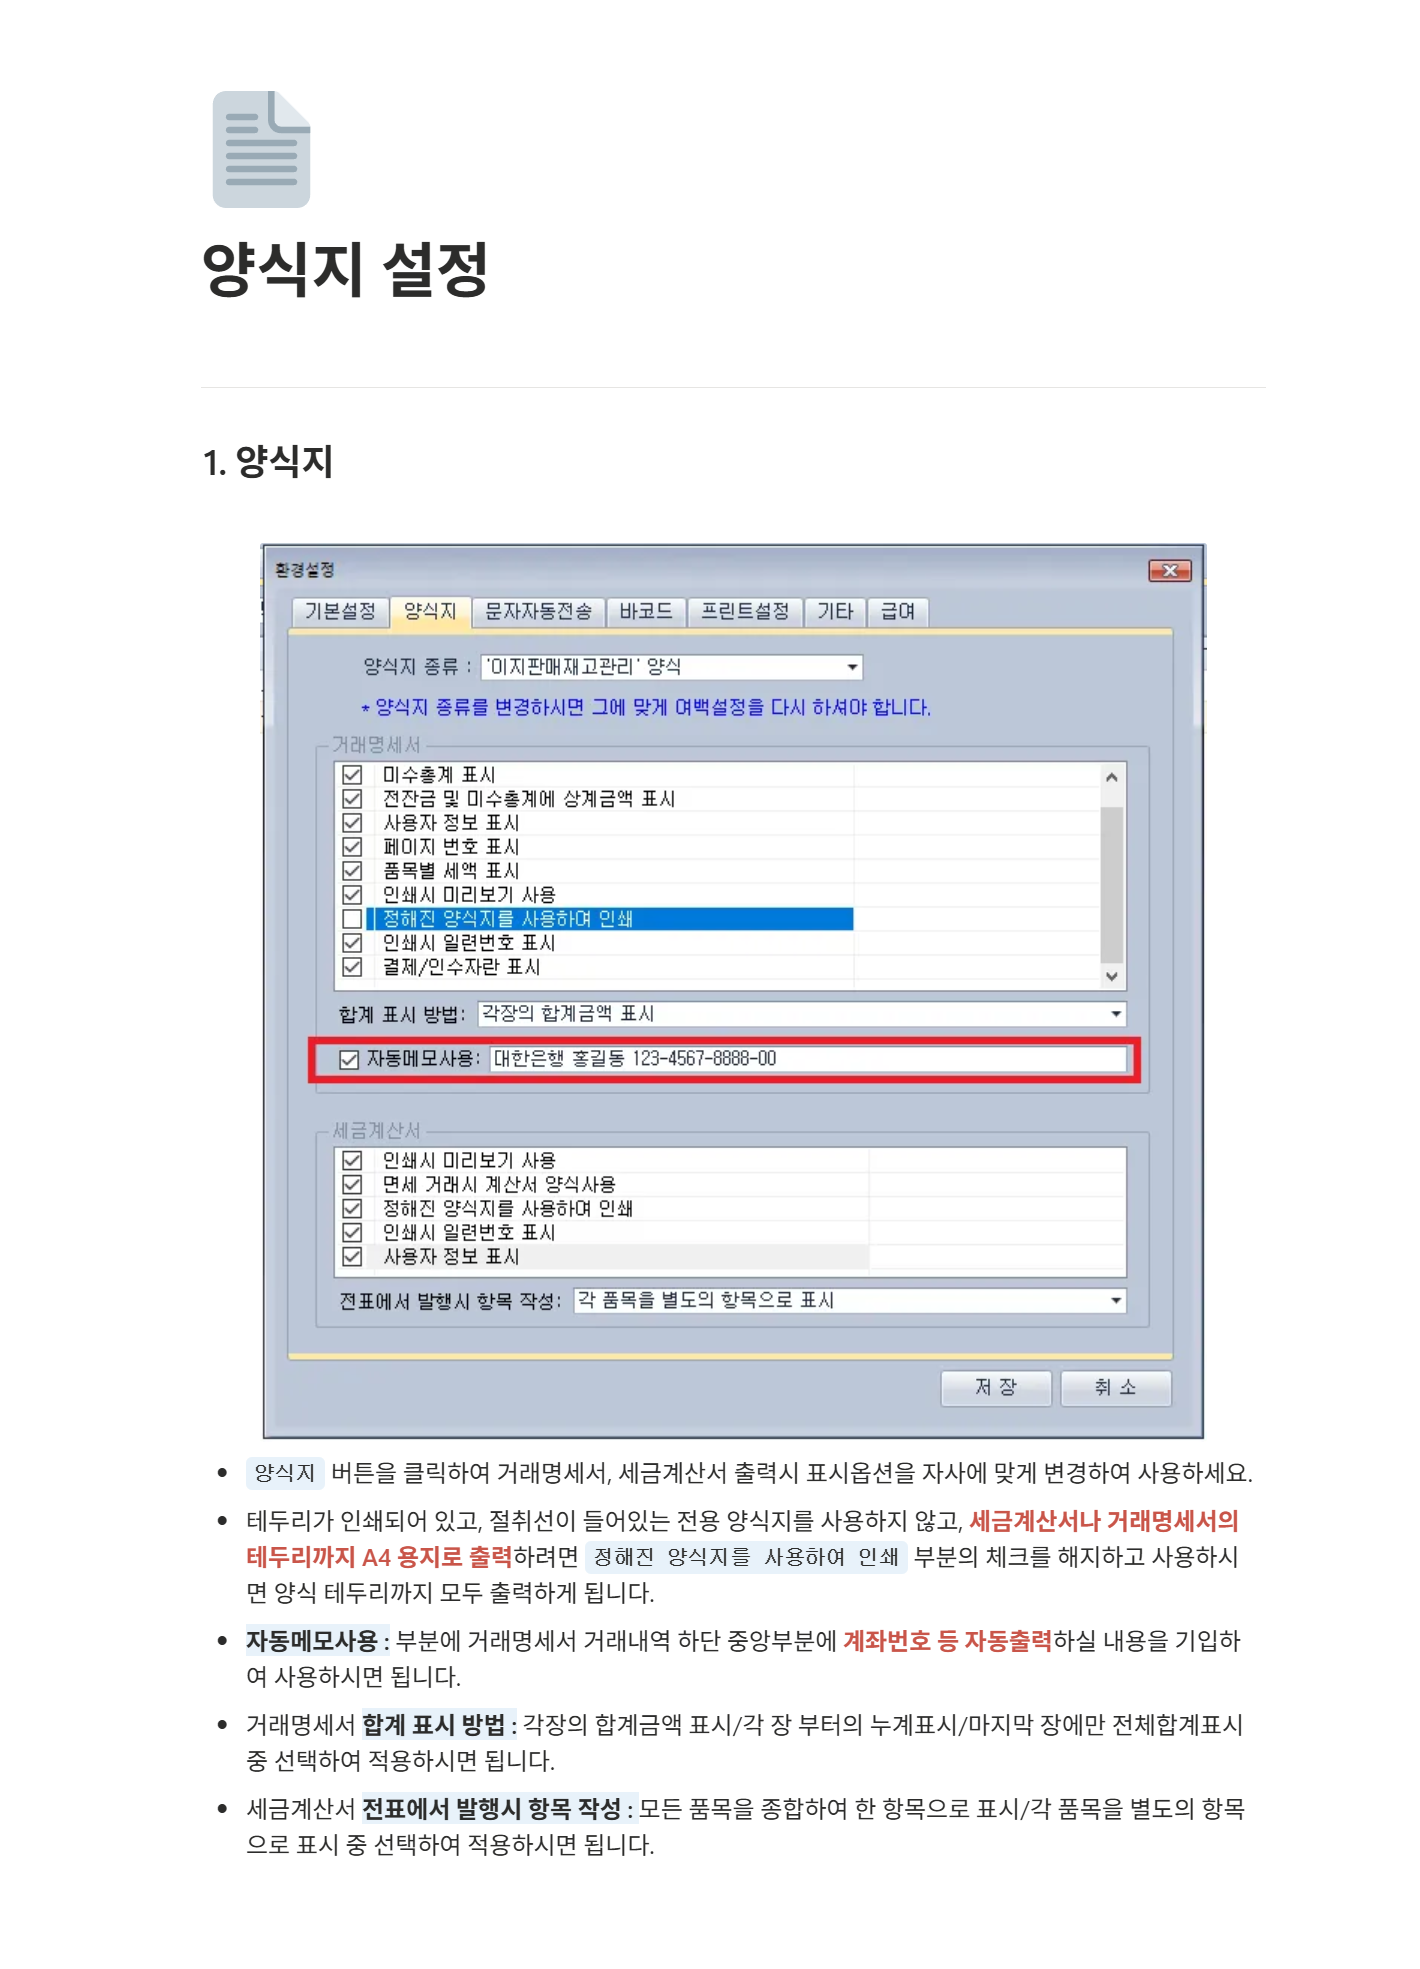 양식지 설정
1. 양식지
환경설정
기본설정 양식지 문자자동전송 바코드 프린트설정 기타 급여
양식지 종류 : '이지판매재고관리' 양식
* 양식지 종류를 변경하시면 그에 맞게 여백설정을 다시 하셔야 합니다.
거래명세서
미수총계 표시
전잔금 및 미수총계에 상계금액 표시
사용자 정보 표시
페이지 번호 표시
품목별 세액 표시
인쇄시 미리보기 사용
정해진 양식지를 사용하여 인쇄
인쇄시 일련번호 표시
결제/인수자란 표시
합계 표시 방법: 각장의 합계금액 표시
자동메모사용: 대한은행 홍길동 123-4567-8888-00
세금계산서
인쇄시 미리보기 사용
면세 거래시 계산서 양식사용
정해진 양식지를 사용하여 인쇄
인쇄시 일련번호 표시
사용자 정보 표시
전표에서 발행시 항목 작성: 각 품목을 별도의 항목으로 표시
저 장 취 소
• 양식지 버튼을 클릭하여 거래명세서, 세금계산서 출력시 표시옵션을 자사에 맞게 변경하여 사용하세요.
• 테두리가 인쇄되어 있고, 절취선이 들어있는 전용 양식지를 사용하지 않고, 세금계산서나 거래명세서의
테두리까지 A4 용지로 출력하려면 정해진 양식지를 사용하여 인쇄 부분의 체크를 해지하고 사용하시
면 양식 테두리까지 모두 출력하게 됩니다.
• 자동메모사용 : 부분에 거래명세서 거래내역 하단 중앙부분에 계좌번호 등 자동출력하실 내용을 기입하
여 사용하시면 됩니다.
• 거래명세서 합계 표시 방법 : 각장의 합계금액 표시/각 장 부터의 누계표시/마지막 장에만 전체합계표시
중 선택하여 적용하시면 됩니다.
• 세금계산서 전표에서 발행시 항목 작성 : 모든 품목을 종합하여 한 항목으로 표시/각 품목을 별도의 항목
으로 표시 중 선택하여 적용하시면 됩니다.